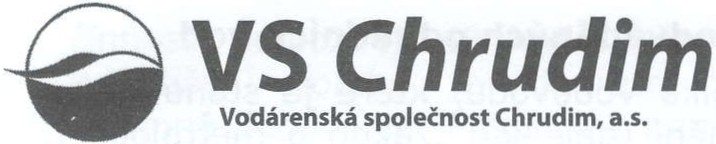 VS Chrudim
Vodárenská společnost Chrudim, a.s.